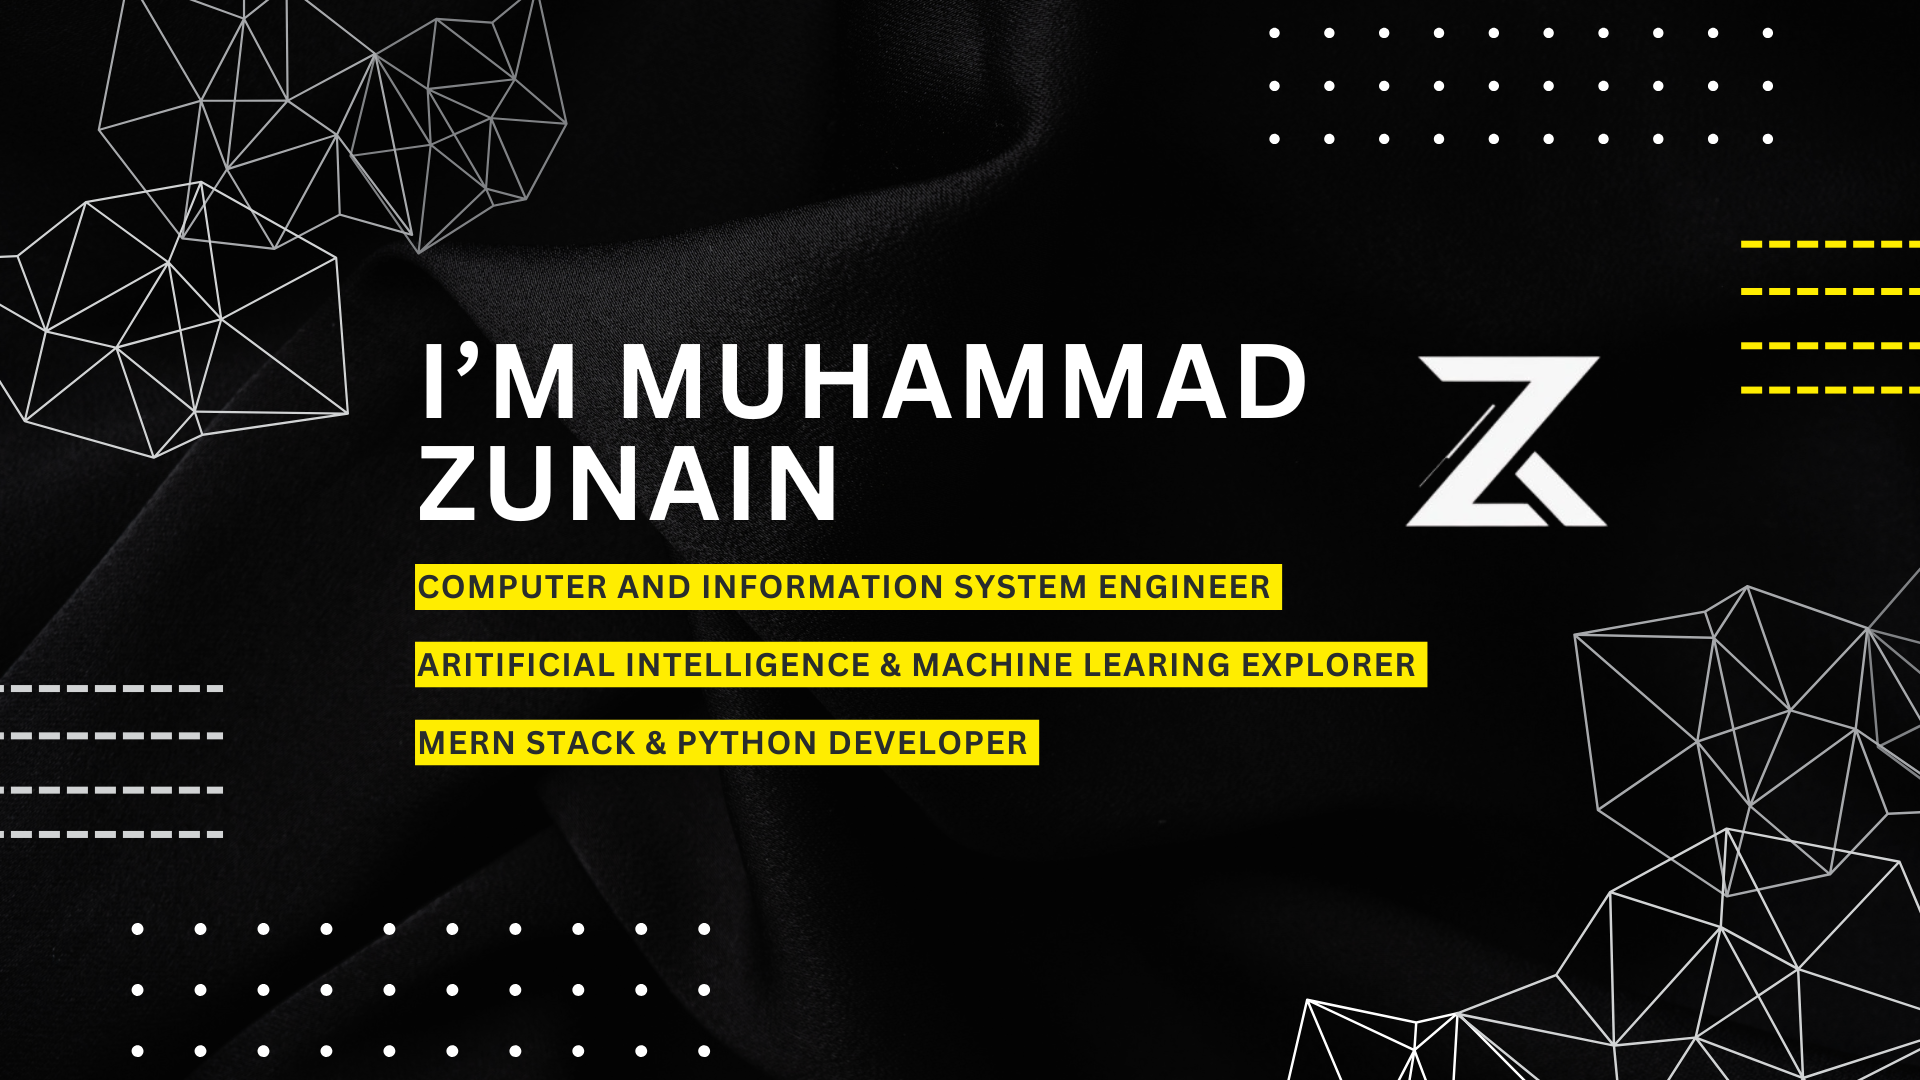 I’M MUHAMMAD
ZUNAIN
COMPUTER AND INFORMATION SYSTEM ENGINEER
ARITIFICIAL INTELLIGENCE & MACHINE LEARING EXPLORER
MERN STACK & PYTHON DEVELOPER